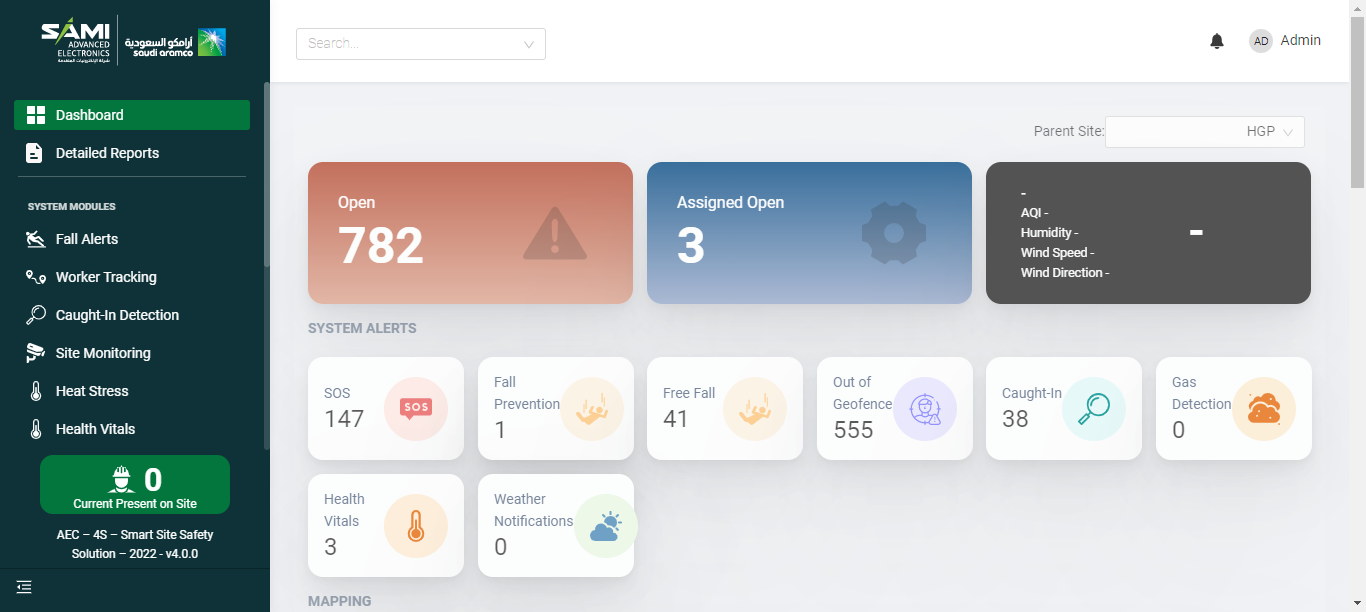 SAMI
ADVANCED
ELECTRONICS
شركة الإلكترونيات المتقدمة
أرامكو السعودية
saudi aramco
Search...
AD
Admin
Dashboard
Detailed Reports
SYSTEM MODULES
Fall Alerts
Worker Tracking
Caught-In Detection
Site Monitoring
Heat Stress
Health Vitals
0
Current Present on Site
AEC – 4S – Smart Site Safety
Solution – 2022 - v4.0.0
Parent Site:
HGP
Open
782
Assigned Open
3
-
AQI -
Humidity -
Wind Speed -
Wind Direction -
-
SYSTEM ALERTS
SOS
147
SOS
Fall
Prevention
1
Free Fall
41
Out of
Geofence
555
Caught-In
38
Gas
Detection
0
Health
Vitals
3
Weather
Notifications
0
MAPPING